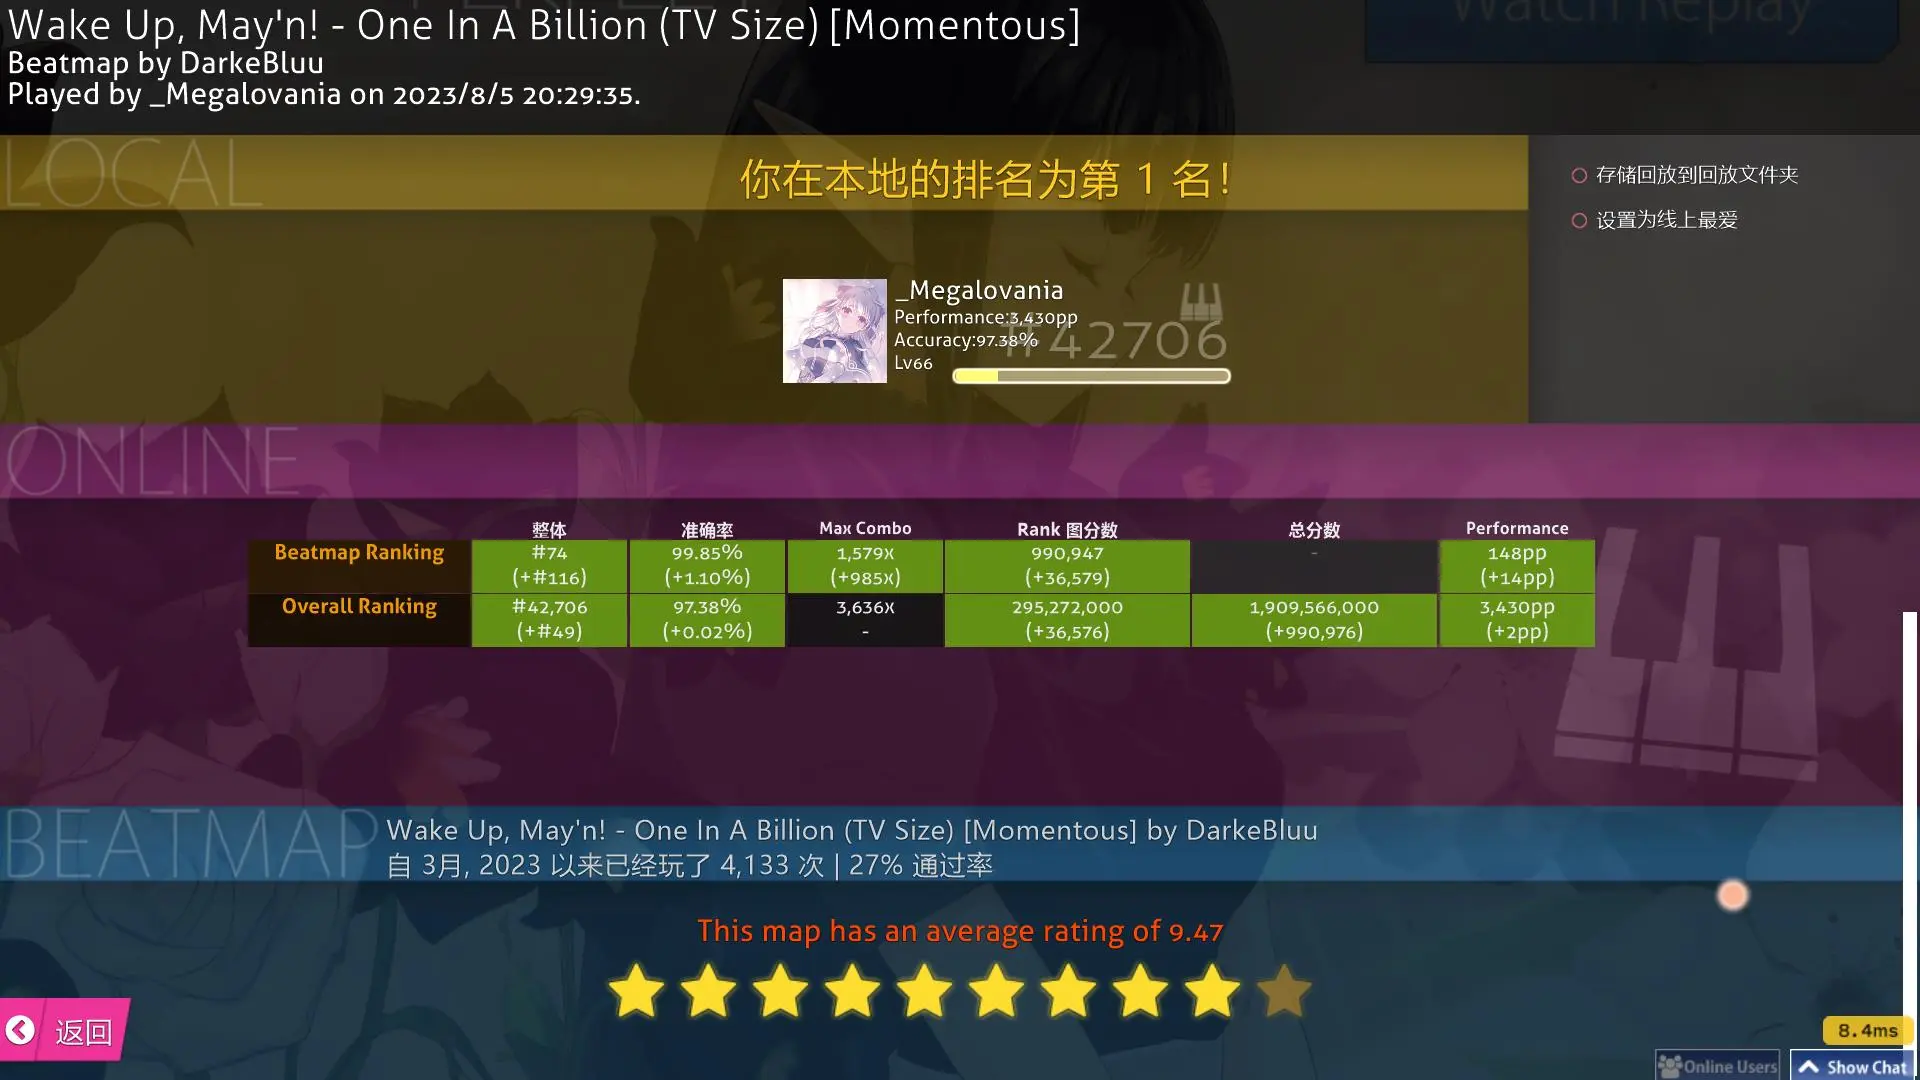 Wake Up, May'n! - One In A Billion (TV Size) [Momentous]
Beatmap by DarkeBluu
Played by _Megalovania on 2023/8/5 20:29:35.
Watch Replay
LOCAL
你在本地的排名为第 1 名!
存储回放到回放文件夹
设置为线上最爱
_Megalovania
Performance:3,430pp
Accuracy:97.38%
#42706
Lv66
ONLINE
整体 准确率 Max Combo Rank 图分数 总分数 Performance
Beatmap Ranking #74 99.85% 1,579x 990,947 - 148pp
(+#116) (+1.10%) (+985x) (+36,579) (+14pp)
Overall Ranking #42,706 97.38% 3,636x 295,272,000 1,909,566,000 3,430pp
(+#49) (+0.02%) - (+36,576) (+990,976) (+2pp)
BEATMAP
Wake Up, May'n! - One In A Billion (TV Size) [Momentous] by DarkeBluu
自 3月, 2023 以来已经玩了 4,133 次 | 27% 通过率
This map has an average rating of 9.47
返回
8.4ms
Online Users
Show Chat